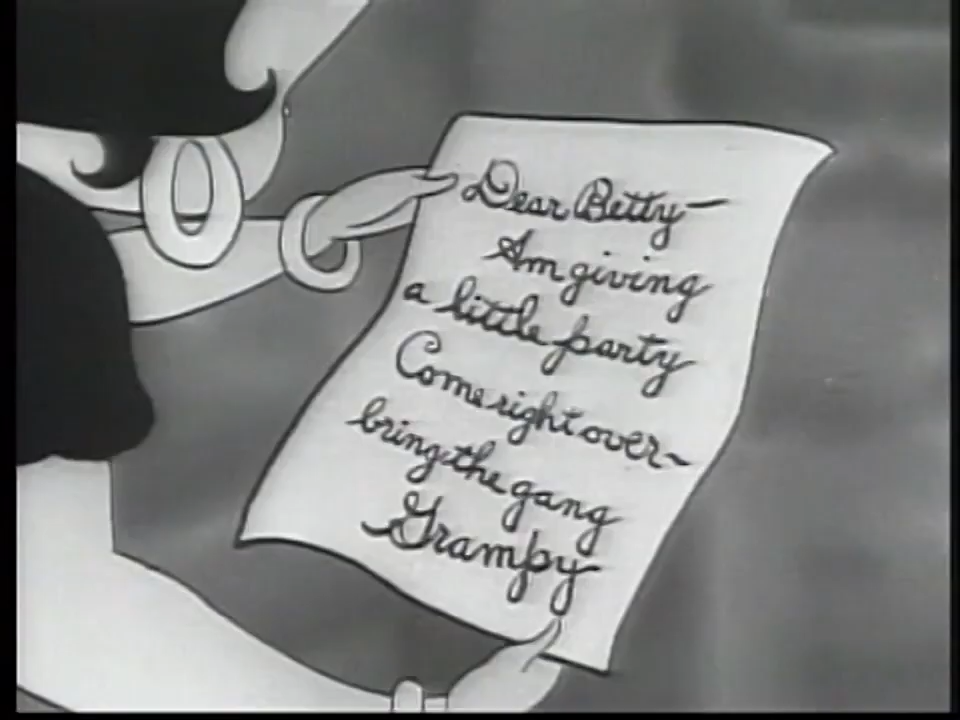 Dear Betty—
Am giving
a little party
Come right over-
bring the gang
Grampy